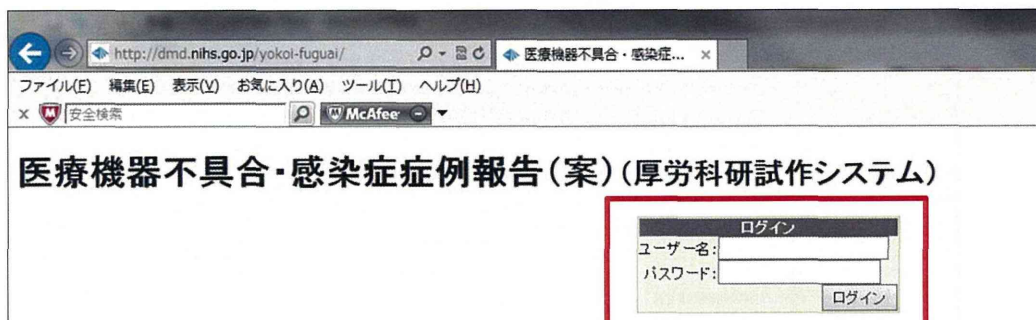 http://dmd.nihs.go.jp/yokoi-fuguai/
医療機器不具合・感染症...
ファイル(F) 編集(E) 表示(V) お気に入り(A) ツール(T) ヘルプ(H)
安全検索 McAfee
医療機器不具合・感染症症例報告(案)(厚労科研試作システム)
ログイン
ユーザー名:
パスワード:
ログイン